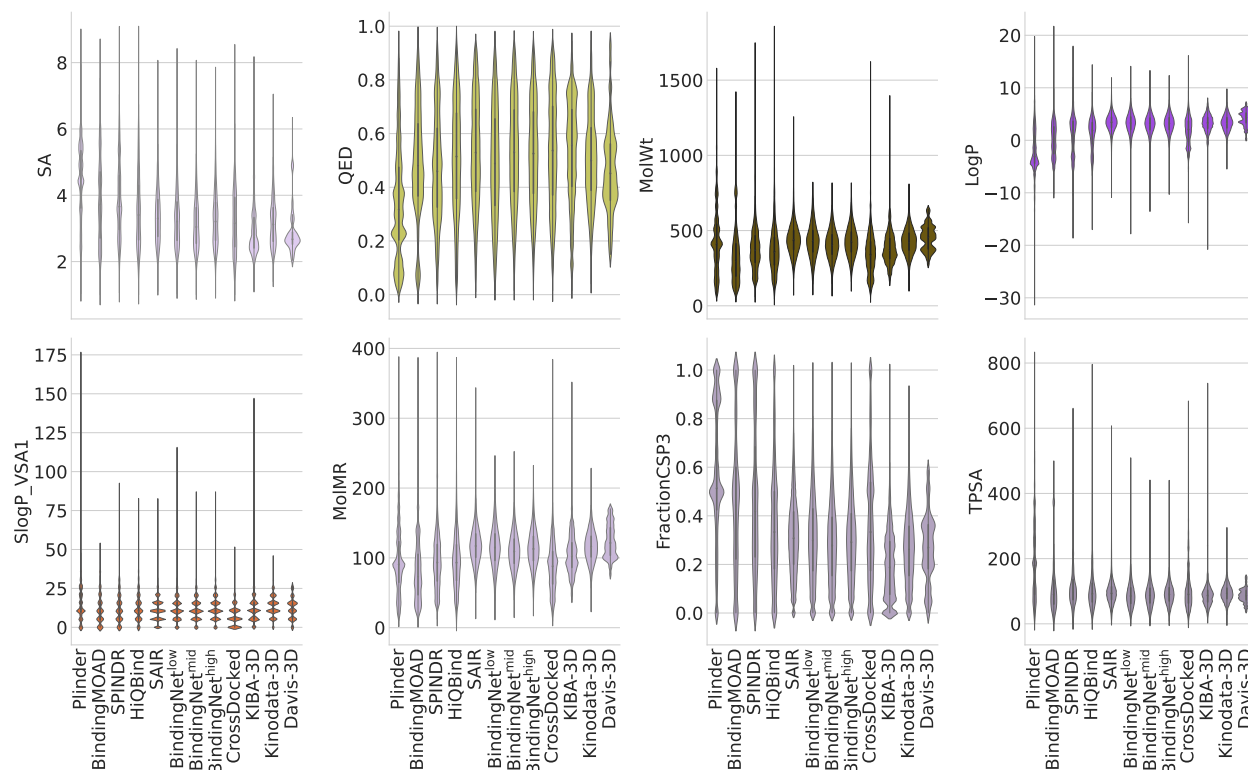 8
6
4
2
SA
1.0
0.8
0.6
0.4
0.2
0.0
QED
1500
1000
500
0
MolWt
20
10
0
−10
−20
−30
LogP
175
150
125
100
75
50
25
0
SlogP_VSA1
400
300
200
100
0
MolMR
1.0
0.8
0.6
0.4
0.2
0.0
FractionCSP3
800
600
400
200
0
TPSA
Plinder
BindingMOAD
SPINDR
HiQBind
SAIR
BindingNet^low
BindingNet^mid
BindingNet^high
CrossDocked
KIBA-3D
Kinodata-3D
Davis-3D
Plinder
BindingMOAD
SPINDR
HiQBind
SAIR
BindingNet^low
BindingNet^mid
BindingNet^high
CrossDocked
KIBA-3D
Kinodata-3D
Davis-3D
Plinder
BindingMOAD
SPINDR
HiQBind
SAIR
BindingNet^low
BindingNet^mid
BindingNet^high
CrossDocked
KIBA-3D
Kinodata-3D
Davis-3D
Plinder
BindingMOAD
SPINDR
HiQBind
SAIR
BindingNet^low
BindingNet^mid
BindingNet^high
CrossDocked
KIBA-3D
Kinodata-3D
Davis-3D